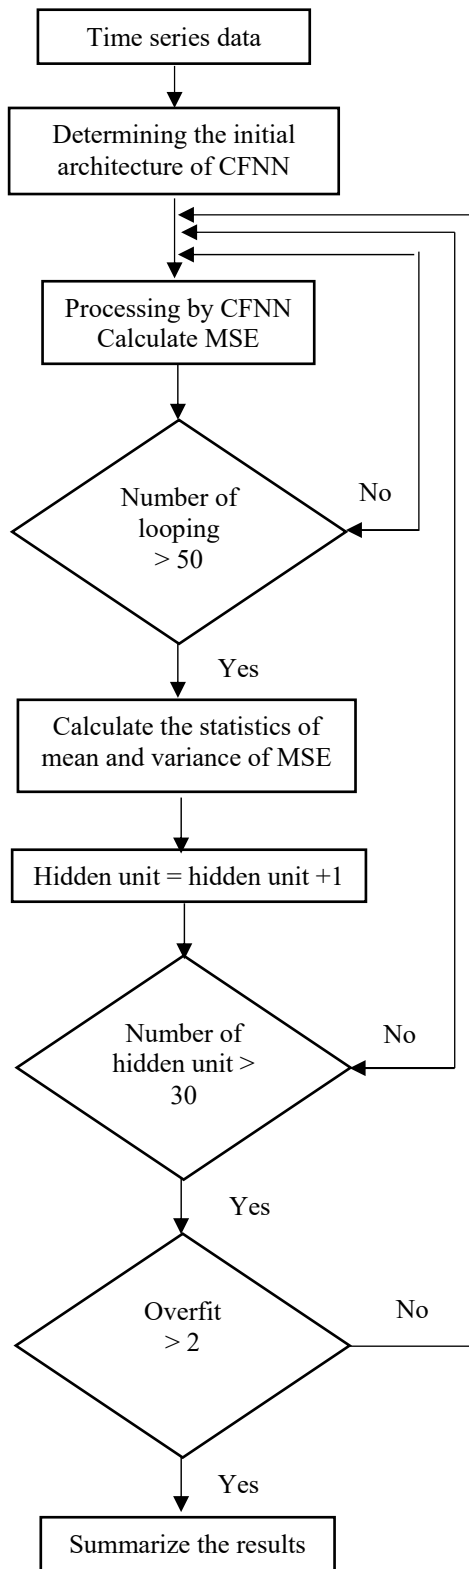 Time series data
Determining the initial
architecture of CFNN
Processing by CFNN
Calculate MSE
Number of
looping
> 50
No
Yes
Calculate the statistics of
mean and variance of MSE
Hidden unit = hidden unit +1
Number of
hidden unit >
30
No
Yes
Overfit
> 2
No
Yes
Summarize the results